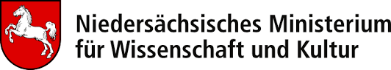 Niedersächsisches Ministerium
für Wissenschaft und Kultur